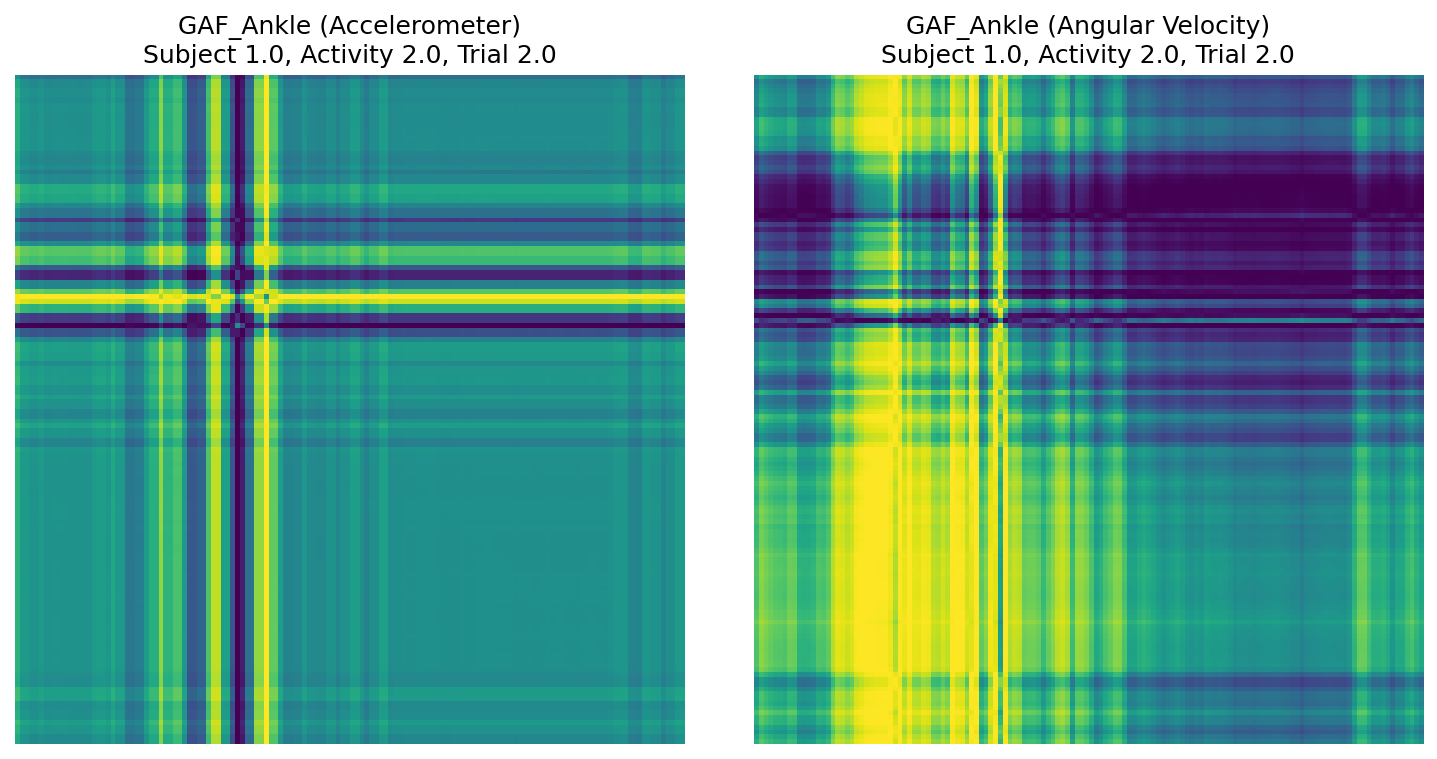 GAF_Ankle (Accelerometer)
Subject 1.0, Activity 2.0, Trial 2.0
GAF_Ankle (Angular Velocity)
Subject 1.0, Activity 2.0, Trial 2.0